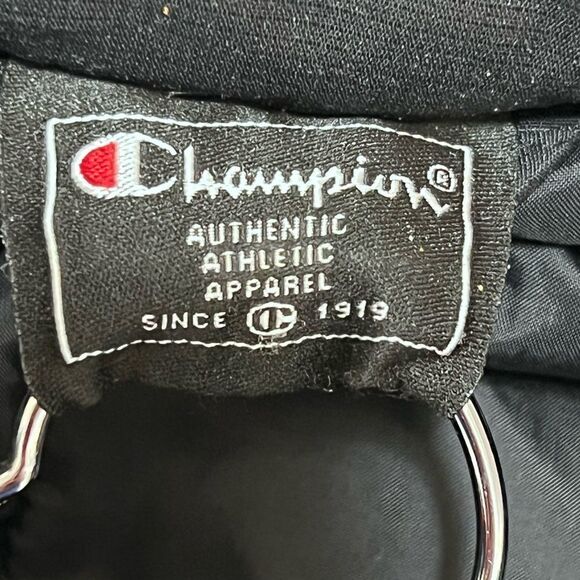 Champion®
AUTHENTIC
ATHLETIC
APPAREL
SINCE C 1919